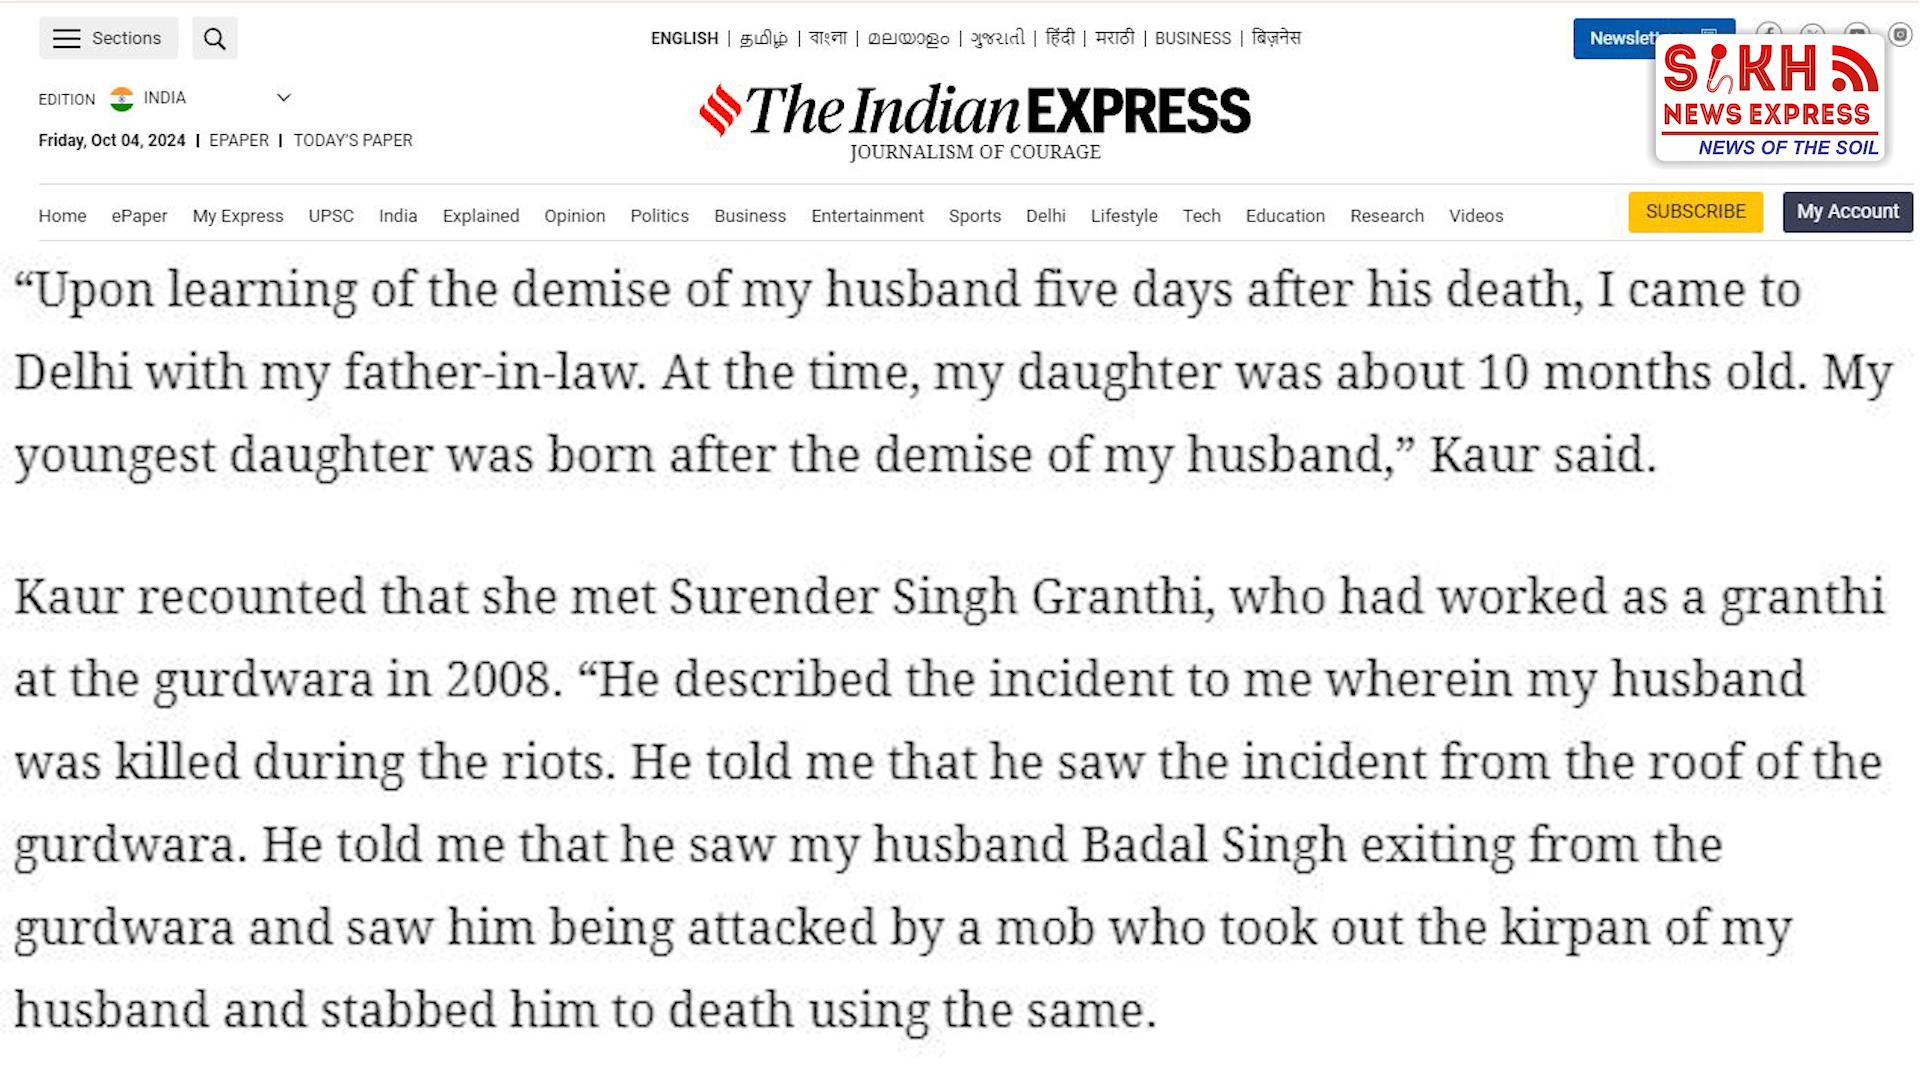 Sections
ENGLISH | தமிழ் | বাংলা | മലയാളം | ગુજરાતી | हिंदी | मराठी | BUSINESS | बिज़नेस
SIKH
NEWS EXPRESS
NEWS OF THE SOIL
EDITION INDIA
The Indian EXPRESS
JOURNALISM OF COURAGE
Friday, Oct 04, 2024 | EPAPER | TODAY'S PAPER
Home ePaper My Express UPSC India Explained Opinion Politics Business Entertainment Sports Delhi Lifestyle Tech Education Research Videos SUBSCRIBE My Account
“Upon learning of the demise of my husband five days after his death, I came to
Delhi with my father-in-law. At the time, my daughter was about 10 months old. My
youngest daughter was born after the demise of my husband,” Kaur said.
Kaur recounted that she met Surender Singh Granthi, who had worked as a granthi
at the gurdwara in 2008. “He described the incident to me wherein my husband
was killed during the riots. He told me that he saw the incident from the roof of the
gurdwara. He told me that he saw my husband Badal Singh exiting from the
gurdwara and saw him being attacked by a mob who took out the kirpan of my
husband and stabbed him to death using the same.